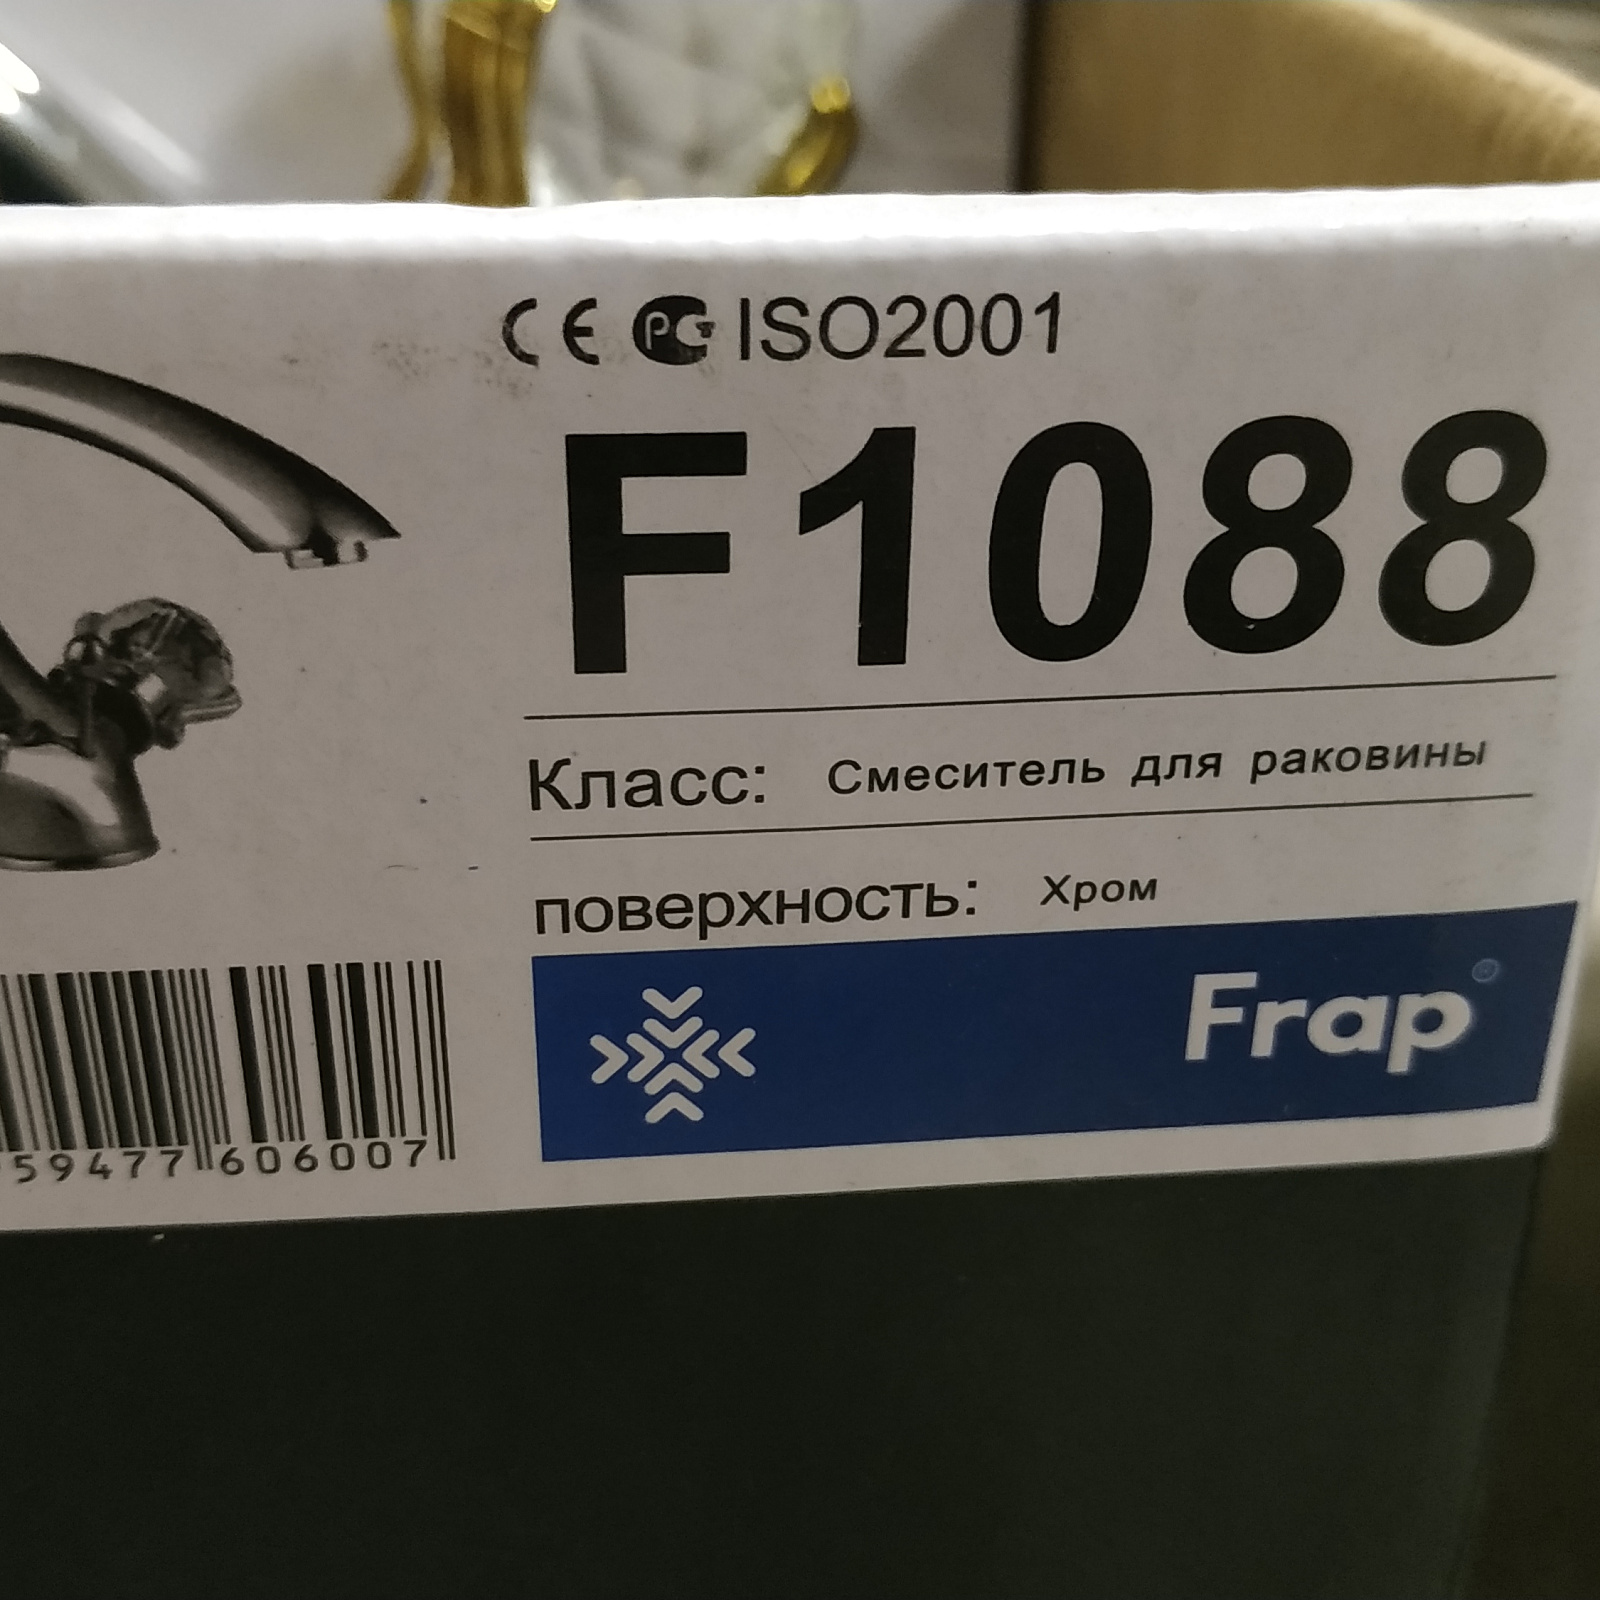 CE PCT ISO2001
F1088
Класс: Смеситель для раковины
поверхность: Хром
Frap®
59477 606007